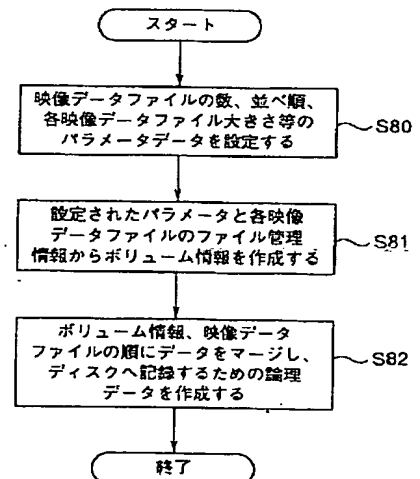 スタート
映像データファイルの数、並べ順、
各映像データファイル大きさ等の
パラメータデータを設定する
S80
設定されたパラメータと各映像
データファイルのファイル管理
情報からボリューム情報を作成する
S81
ボリューム情報、映像データ
ファイルの順にデータをマージし、
ディスクへ記録するための論理
データを作成する
S82
終了